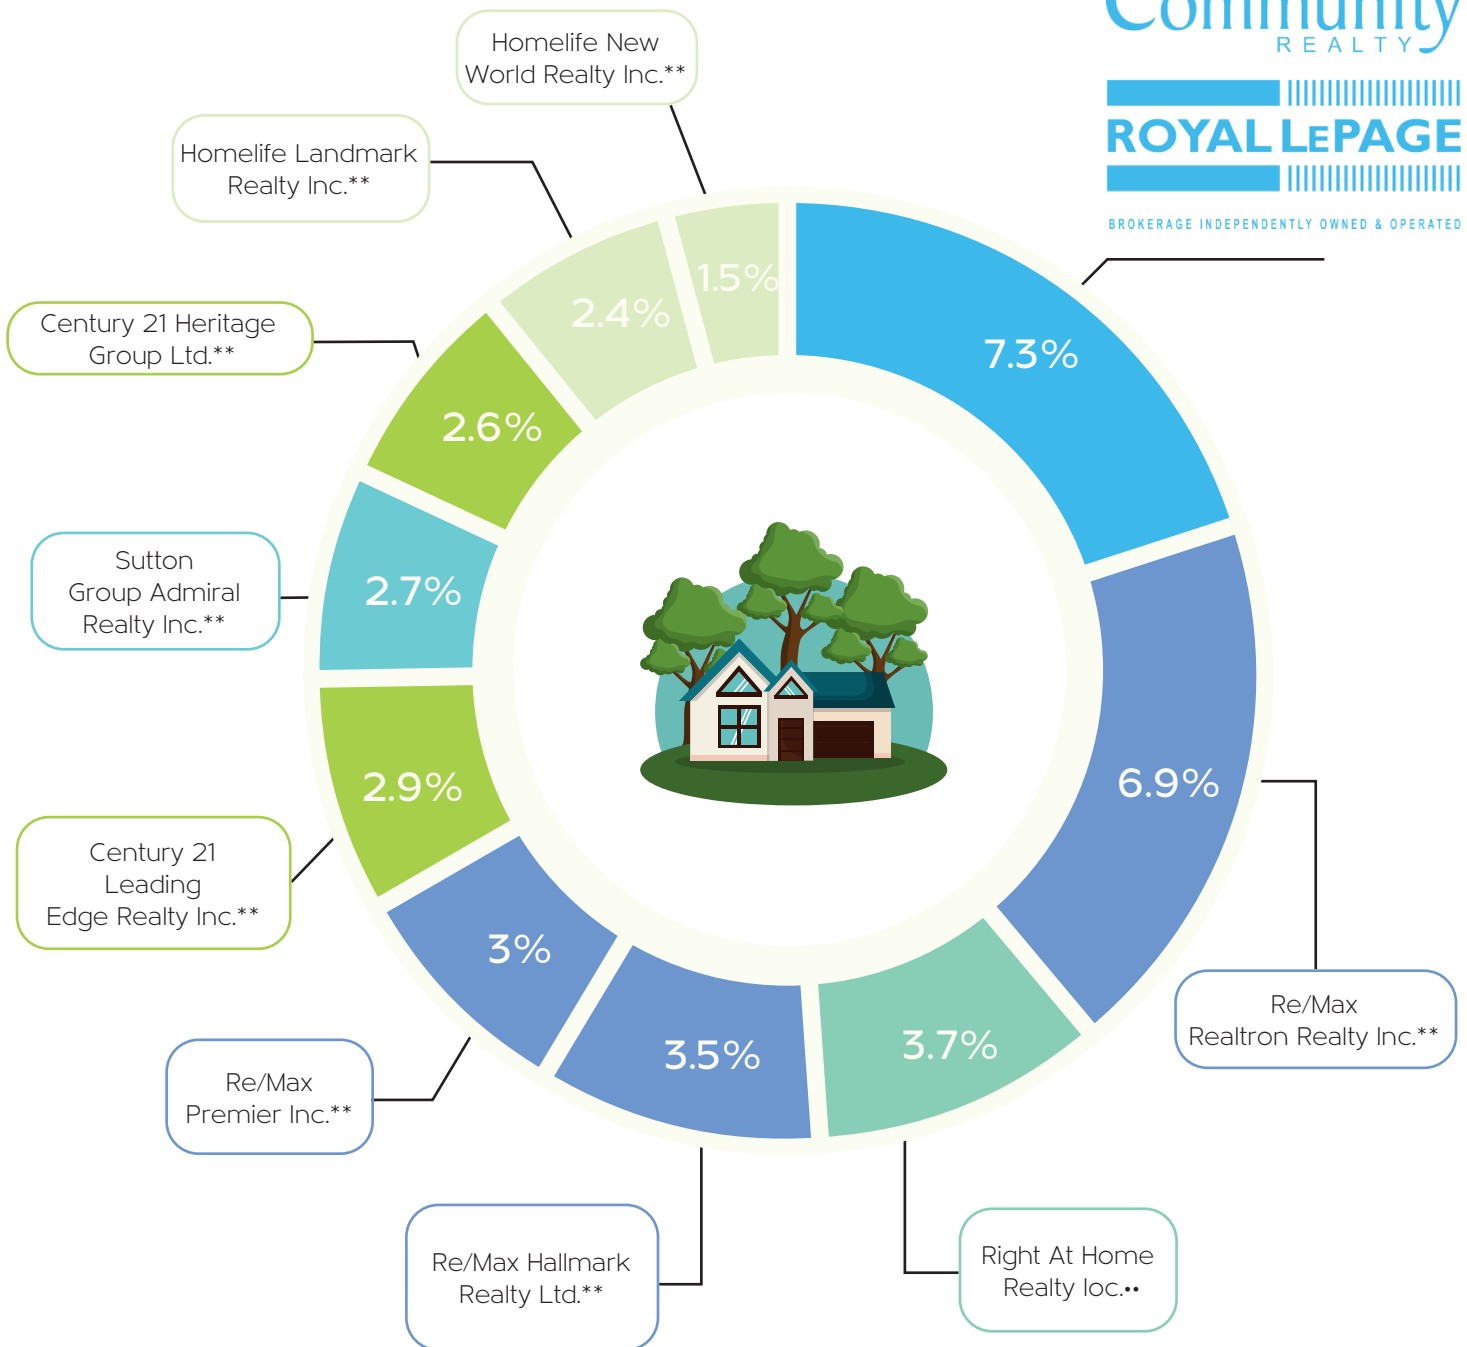 Community
REALTY
ROYAL LEPAGE
BROKERAGE INDEPENDENTLY OWNED & OPERATED
Homelife New
World Realty Inc.**
Homelife Landmark
Realty Inc.**
Century 21 Heritage
Group Ltd.**
Sutton
Group Admiral
Realty Inc.**
Century 21
Leading
Edge Realty Inc.**
Re/Max
Premier Inc.**
Re/Max Hallmark
Realty Ltd.**
Right At Home
Realty Ioc.••
Re/Max
Realtron Realty Inc.**
7.3%
6.9%
3.7%
3.5%
3%
2.9%
2.7%
2.6%
2.4%
1.5%